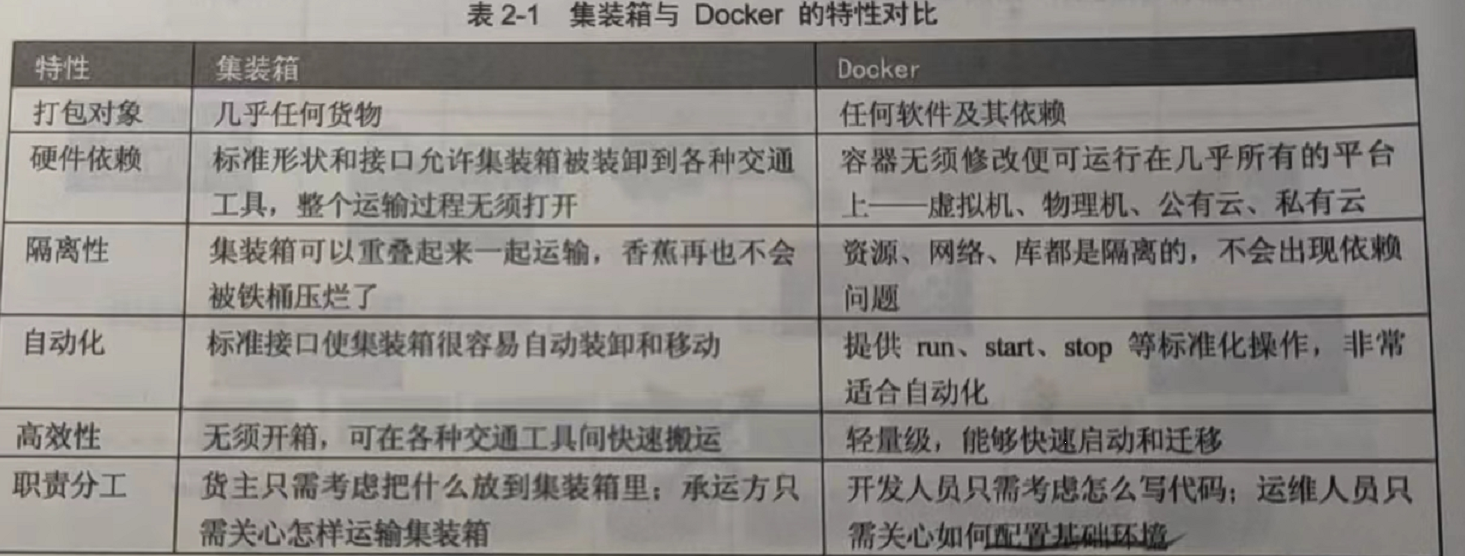 表 2-1 集装箱与 Docker 的特性对比
特性 集装箱 Docker
打包对象 几乎任何货物 任何软件及其依赖
硬件依赖 标准形状和接口允许集装箱被装卸到各种交通 容器无须修改便可运行在几乎所有的平台
工具，整个运输过程无须打开 上——虚拟机、物理机、公有云、私有云
隔离性 集装箱可以重叠起来一起运输，香蕉再也不会 资源、网络、库都是隔离的，不会出现依赖
被铁桶压烂了 问题
自动化 标准接口使集装箱很容易自动装卸和移动 提供 run、start、stop 等标准化操作，非常
适合自动化
高效性 无须开箱，可在各种交通工具间快速搬运 轻量级，能够快速启动和迁移
职责分工 货主只需考虑把什么放到集装箱里；承运方只 开发人员只需考虑怎么写代码；运维人员只
需关心怎样运输集装箱 需关心如何配置基础环境